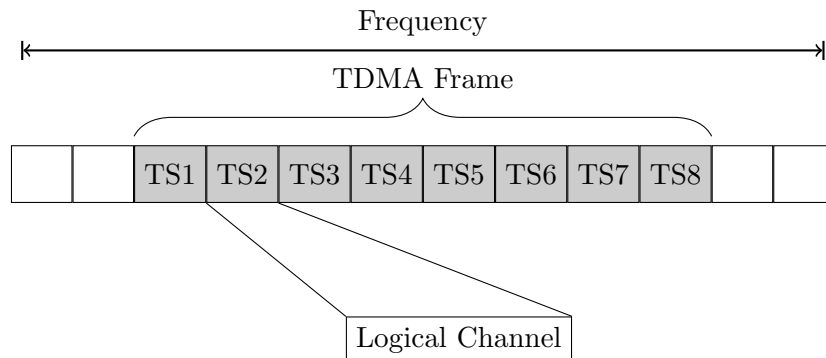 Frequency
TDMA Frame
TS1 TS2 TS3 TS4 TS5 TS6 TS7 TS8
Logical Channel